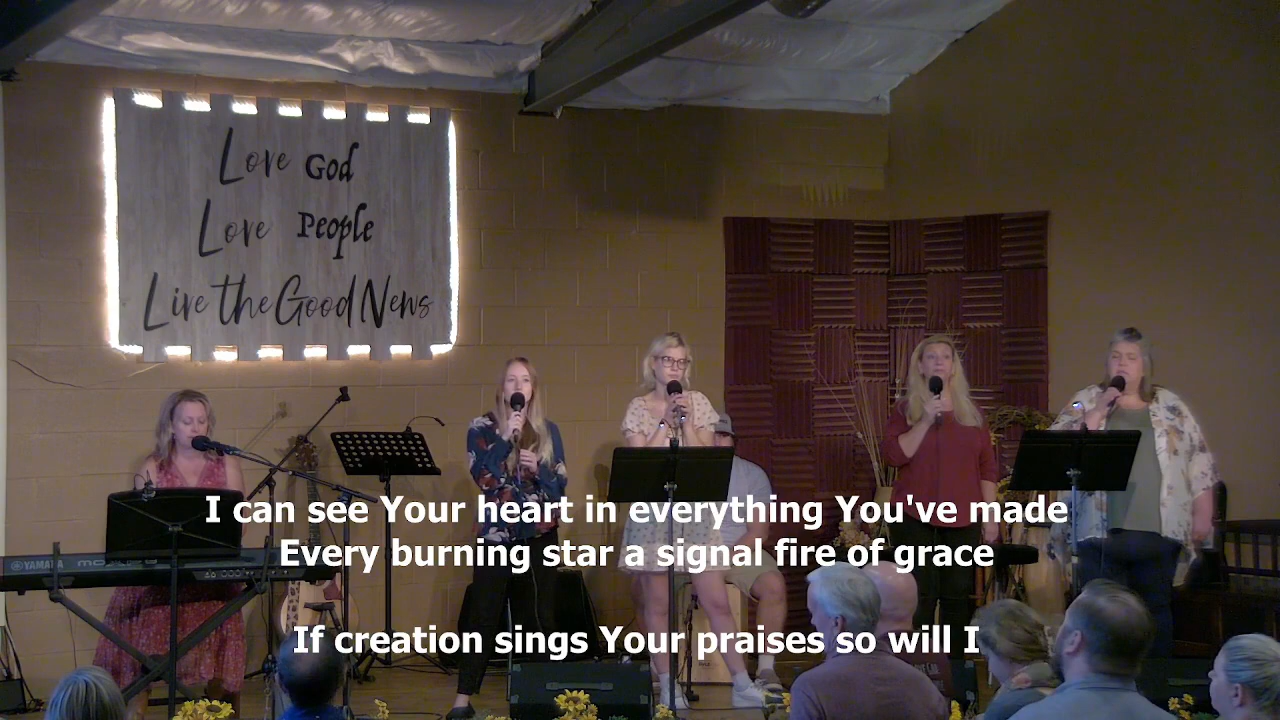 Love God
Love People
Live the Good News
I can see Your heart in everything You've made
Every burning star a signal fire of grace
If creation sings Your praises so will I
YAMAHA